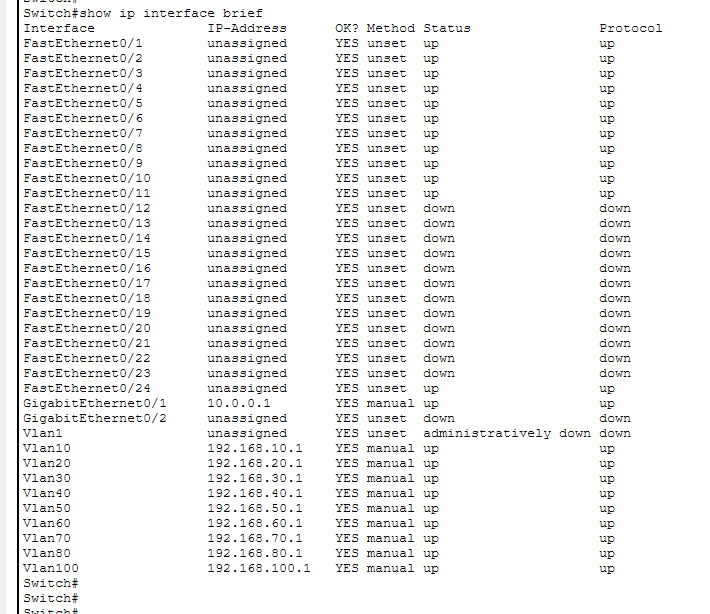 Switch#
Switch#show ip interface brief
Interface IP-Address OK? Method Status Protocol
FastEthernet0/1 unassigned YES unset up up
FastEthernet0/2 unassigned YES unset up up
FastEthernet0/3 unassigned YES unset up up
FastEthernet0/4 unassigned YES unset up up
FastEthernet0/5 unassigned YES unset up up
FastEthernet0/6 unassigned YES unset up up
FastEthernet0/7 unassigned YES unset up up
FastEthernet0/8 unassigned YES unset up up
FastEthernet0/9 unassigned YES unset up up
FastEthernet0/10 unassigned YES unset up up
FastEthernet0/11 unassigned YES unset up up
FastEthernet0/12 unassigned YES unset down down
FastEthernet0/13 unassigned YES unset down down
FastEthernet0/14 unassigned YES unset down down
FastEthernet0/15 unassigned YES unset down down
FastEthernet0/16 unassigned YES unset down down
FastEthernet0/17 unassigned YES unset down down
FastEthernet0/18 unassigned YES unset down down
FastEthernet0/19 unassigned YES unset down down
FastEthernet0/20 unassigned YES unset down down
FastEthernet0/21 unassigned YES unset down down
FastEthernet0/22 unassigned YES unset down down
FastEthernet0/23 unassigned YES unset down down
FastEthernet0/24 unassigned YES unset up up
GigabitEthernet0/1 10.0.0.1 YES manual up up
GigabitEthernet0/2 unassigned YES unset down down
Vlan1 unassigned YES unset administratively down down
Vlan10 192.168.10.1 YES manual up up
Vlan20 192.168.20.1 YES manual up up
Vlan30 192.168.30.1 YES manual up up
Vlan40 192.168.40.1 YES manual up up
Vlan50 192.168.50.1 YES manual up up
Vlan60 192.168.60.1 YES manual up up
Vlan70 192.168.70.1 YES manual up up
Vlan80 192.168.80.1 YES manual up up
Vlan100 192.168.100.1 YES manual up up
Switch#
Switch#
Switch#